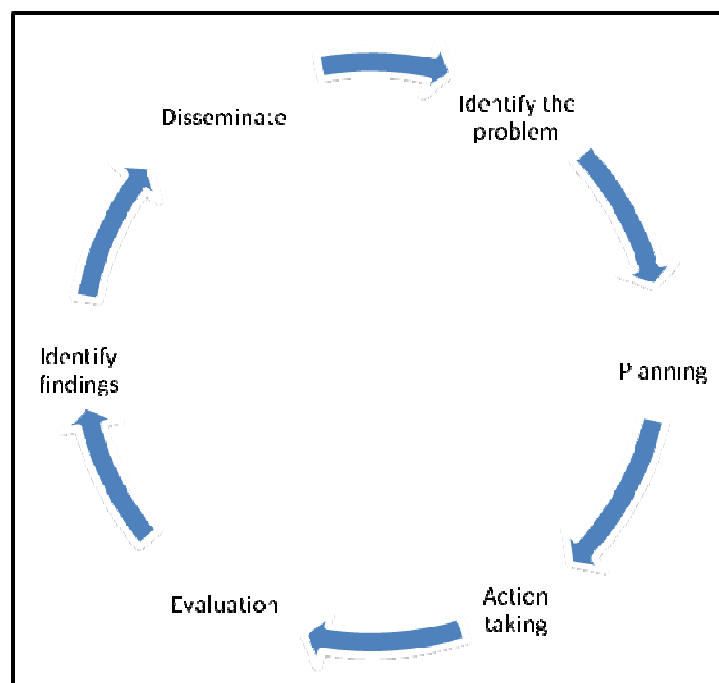 Disseminate
Identify the
problem
Planning
Action
taking
Evaluation
Identify
findings